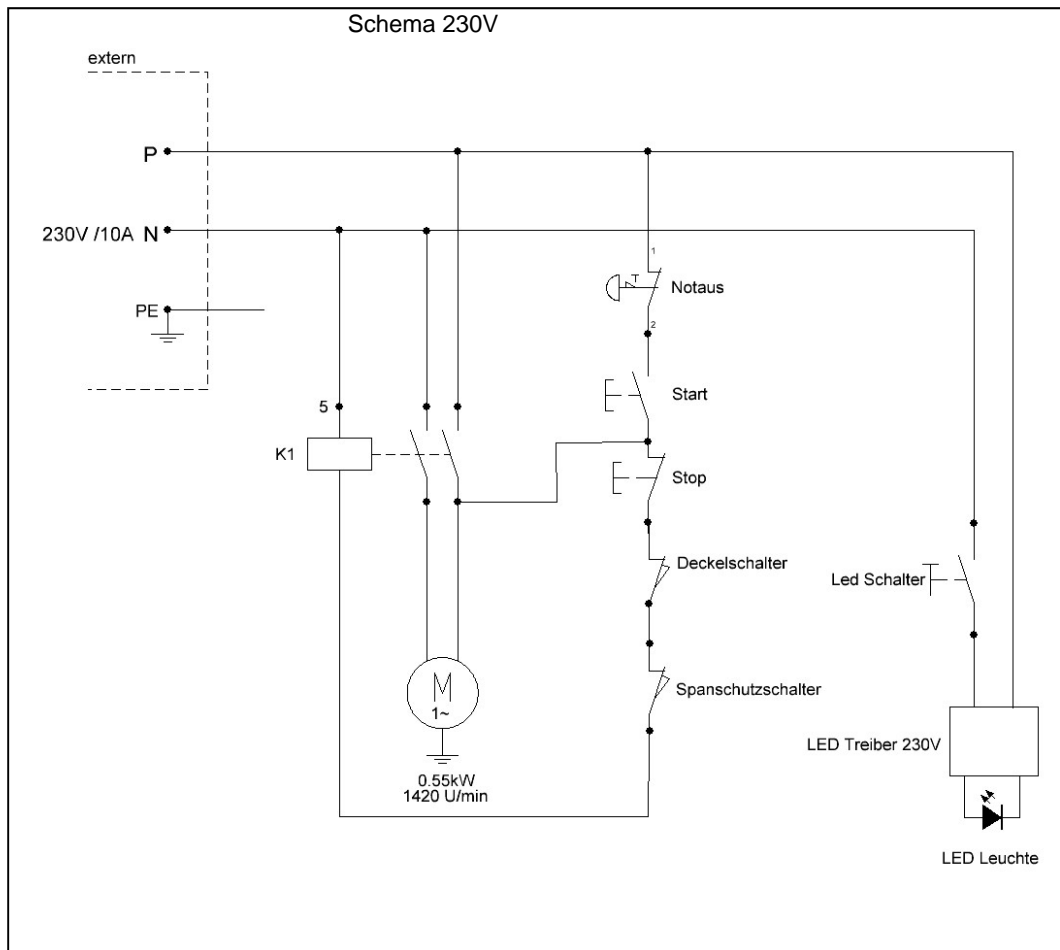 Schema 230V
extern
P
230V /10A N
PE
1
Notaus
2
Start
5
K1
Stop
Deckelschalter
Led Schalter
M
1~
Spanschutzschalter
LED Treiber 230V
0.55kW
1420 U/min
LED Leuchte